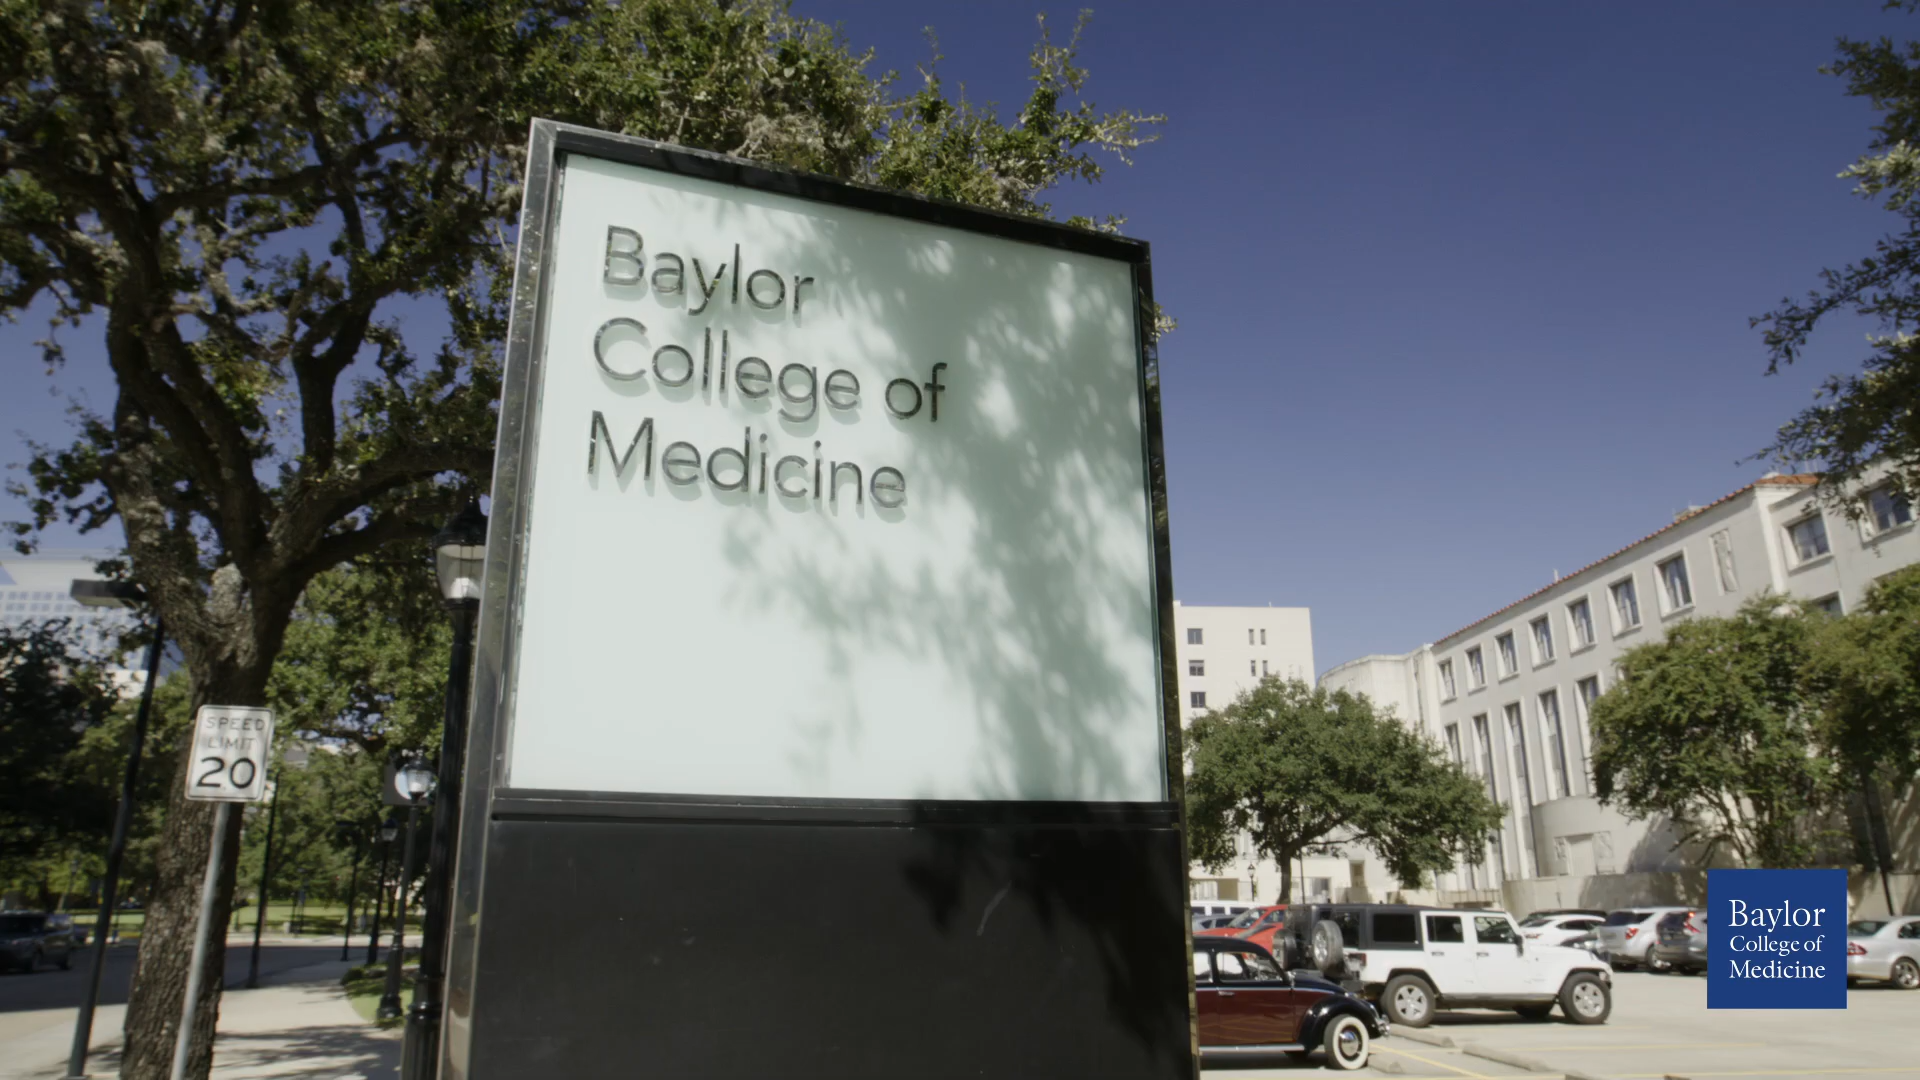 Baylor
College of
Medicine
SPEED
LIMIT
20
Baylor
College of
Medicine